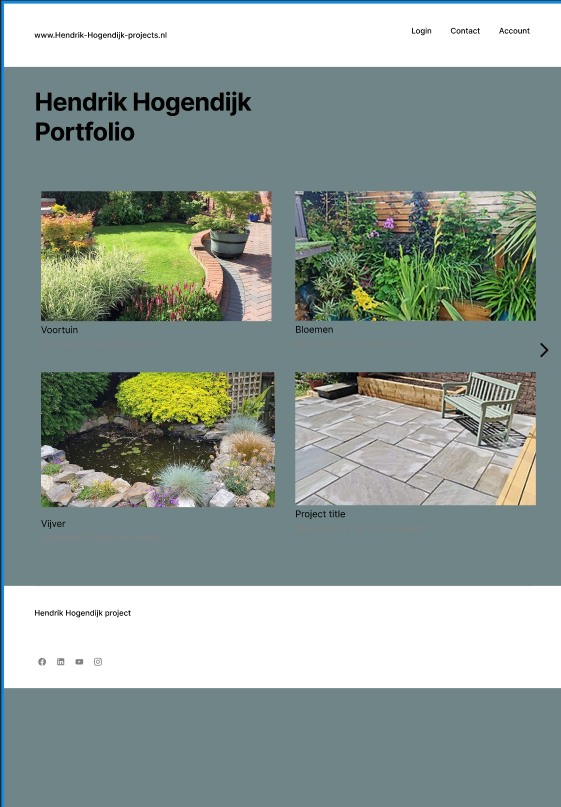 www.Hendrik-Hogendijk-projects.nl
Login Contact Account
Hendrik Hogendijk
Portfolio
Voortuin
Bloemen
Vijver
Project title
Hendrik Hogendijk project